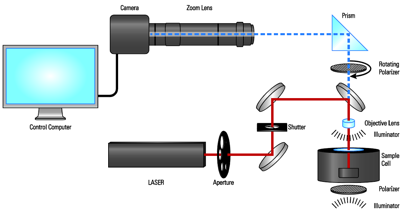 Camera
Zoom Lens
Prism
Rotating
Polarizer
Control Computer
Shutter
Objective Lens
Illuminator
Sample
Cell
LASER
Aperture
Polarizer
Illuminator